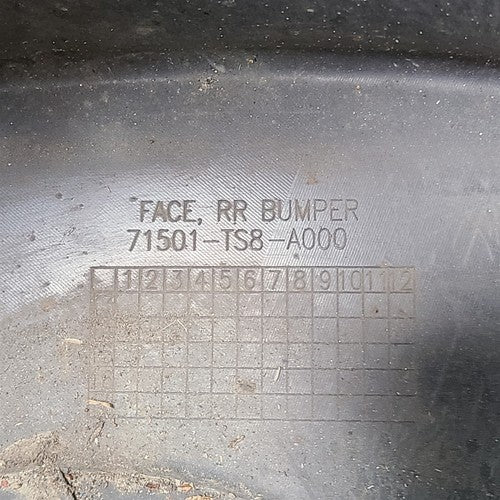 FACE, RR BUMPER
71501-TS8-A000
1 2 3 4 5 6 7 8 9 10 11 12